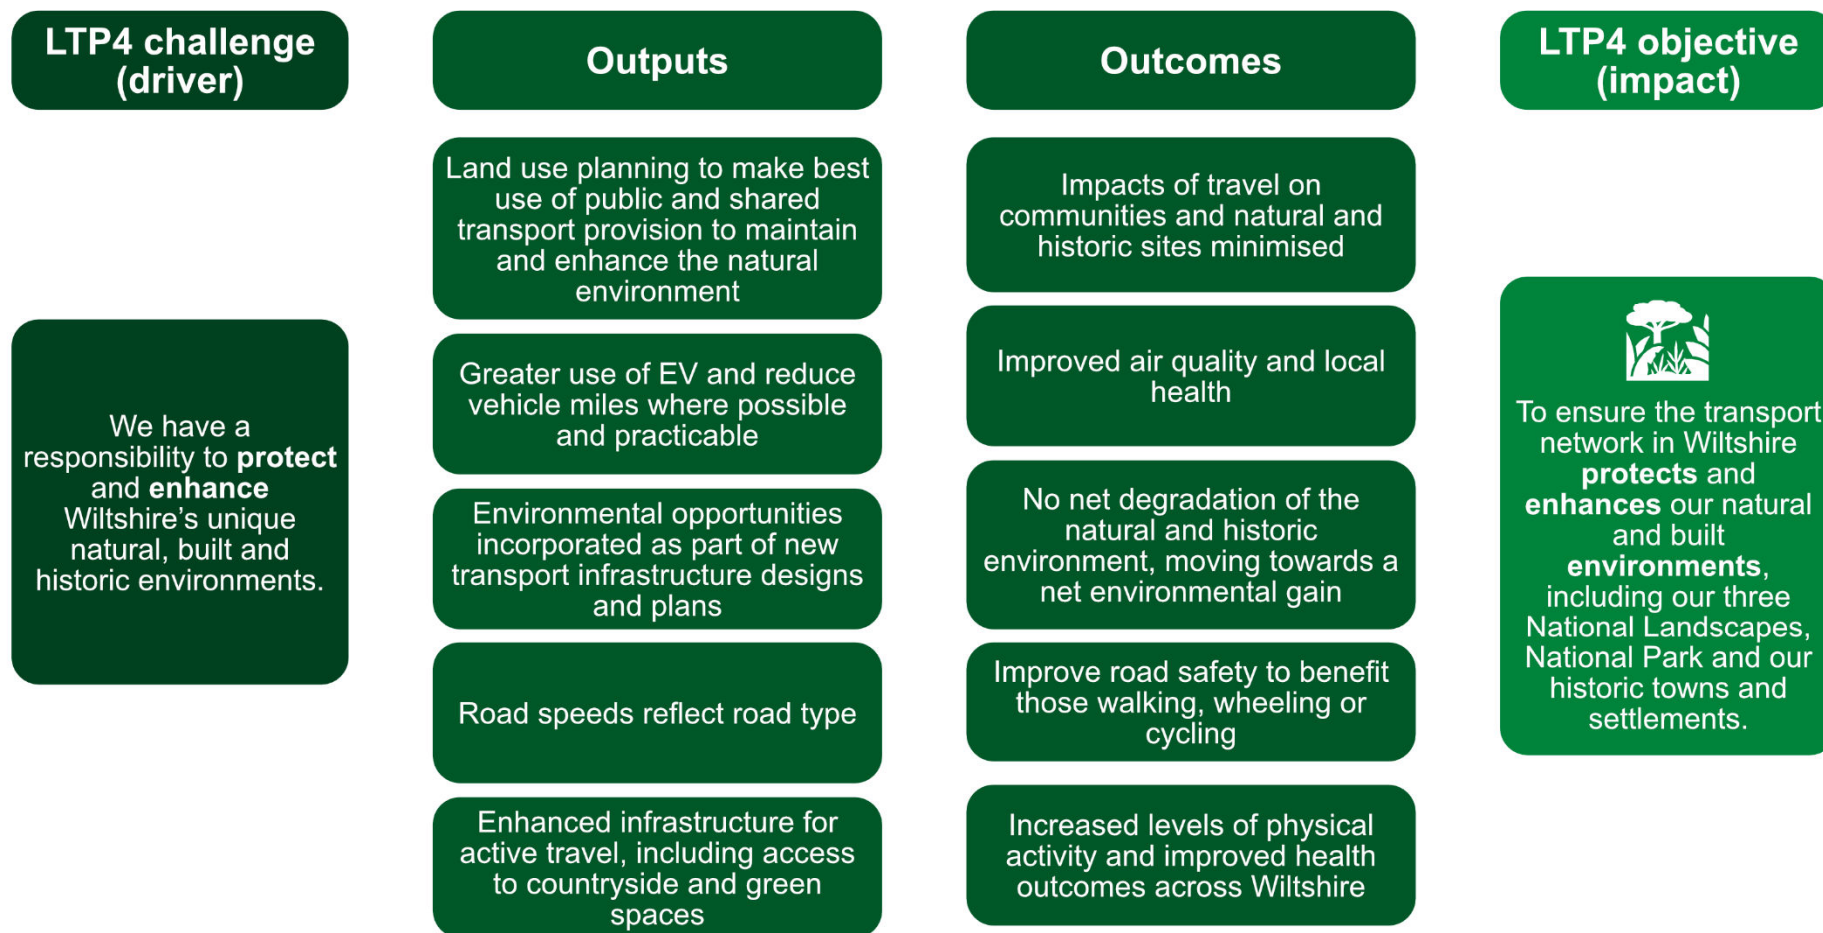 LTP4 challenge
(driver)
Outputs
Outcomes
LTP4 objective
(impact)
We have a
responsibility to protect
and enhance
Wiltshire’s unique
natural, built and
historic environments.
Land use planning to make best
use of public and shared
transport provision to maintain
and enhance the natural
environment
Greater use of EV and reduce
vehicle miles where possible
and practicable
Environmental opportunities
incorporated as part of new
transport infrastructure designs
and plans
Road speeds reflect road type
Enhanced infrastructure for
active travel, including access
to countryside and green
spaces
Impacts of travel on
communities and natural and
historic sites minimised
Improved air quality and local
health
No net degradation of the
natural and historic
environment, moving towards a
net environmental gain
Improve road safety to benefit
those walking, wheeling or
cycling
Increased levels of physical
activity and improved health
outcomes across Wiltshire
To ensure the transport
network in Wiltshire
protects and
enhances our natural
and built
environments,
including our three
National Landscapes,
National Park and our
historic towns and
settlements.